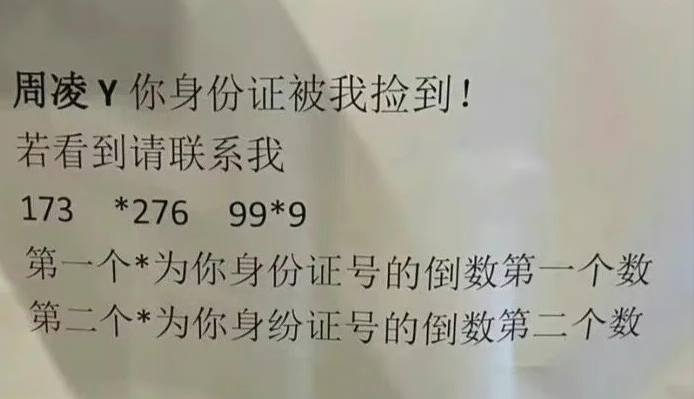 周凌Y你身份证被我捡到！
若看到请联系我
173 *276 99*9
第一个*为你身份证号的倒数第一个数
第二个*为你身纷证号的倒数第二个数